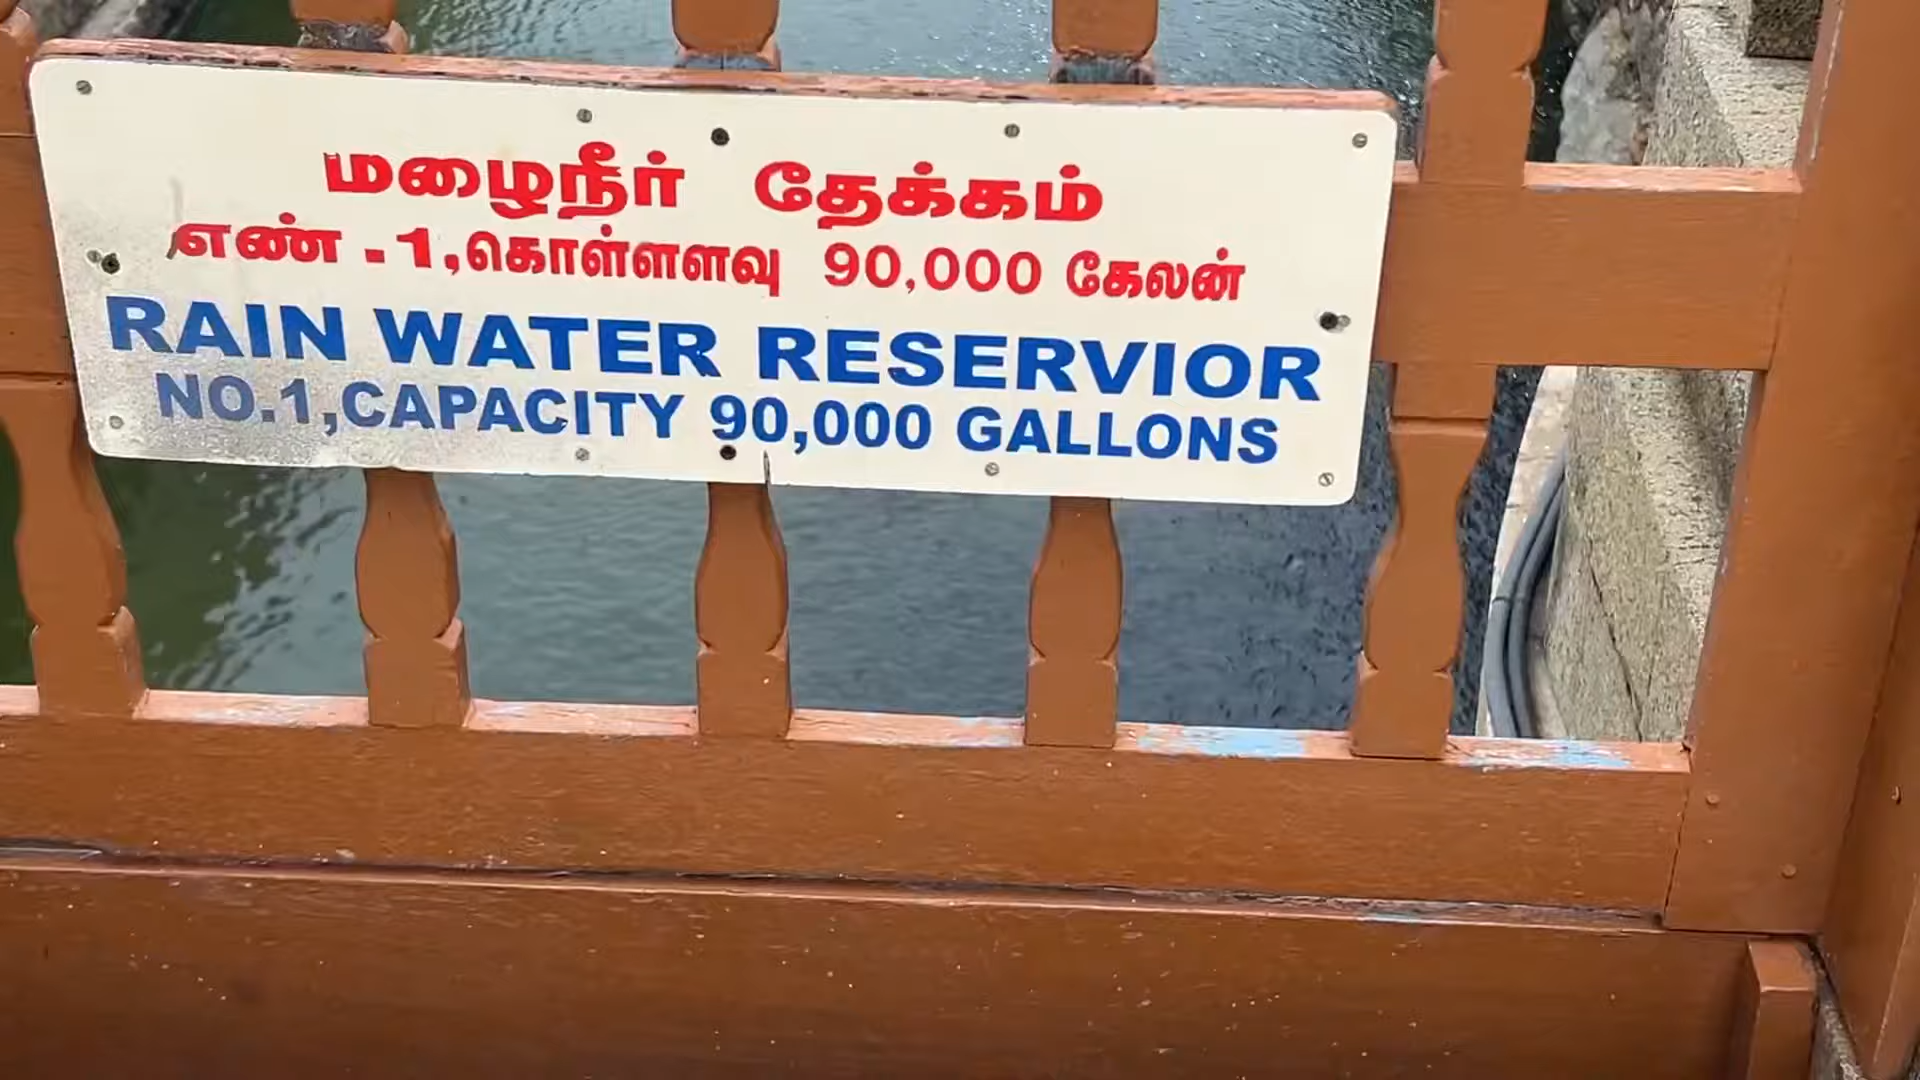 மழைநீர் தேக்கம்
எண் -1,கொள்ளளவு 90,000 கேலன்
RAIN WATER RESERVIOR
NO.1,CAPACITY 90,000 GALLONS